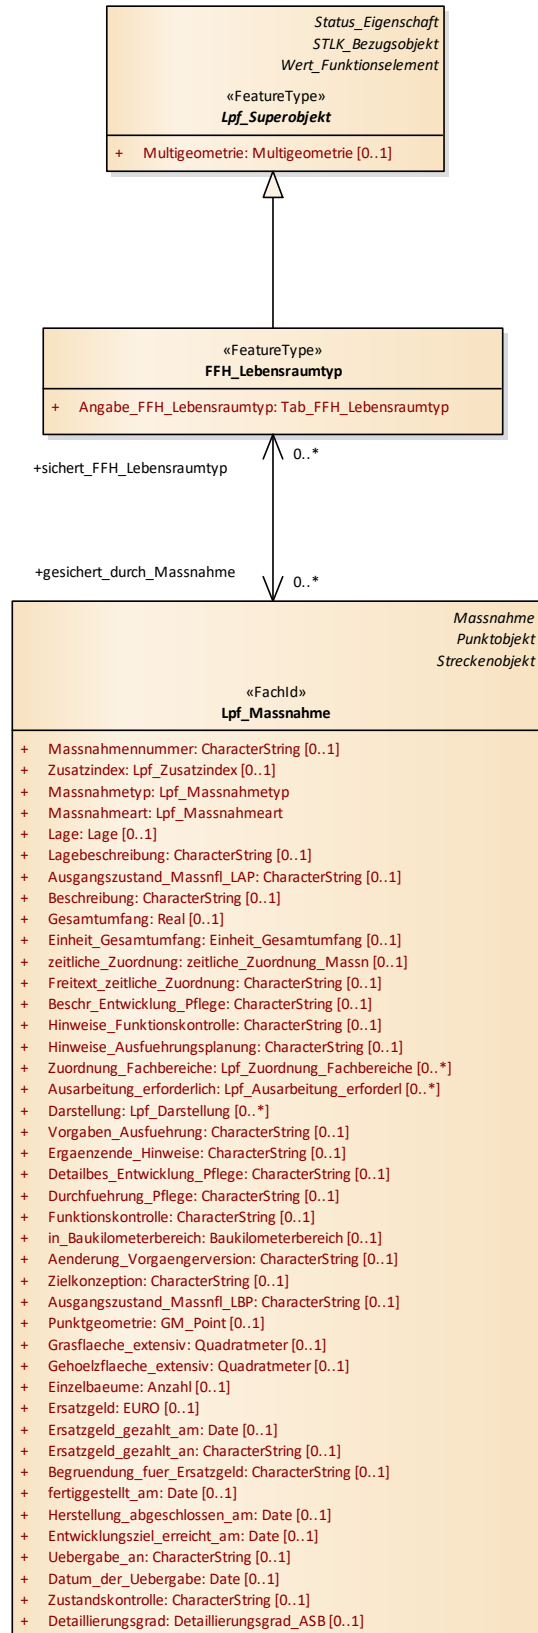 Status_Eigenschaft
STLK_Bezugsobjekt
Wert_Funktionselement
«FeatureType»
Lpf_Superobjekt
+ Multigeometrie: Multigeometrie [0..1]
«FeatureType»
FFH_Lebensraumtyp
+ Angabe_FFH_Lebensraumtyp: Tab_FFH_Lebensraumtyp
+sichert_FFH_Lebensraumtyp 0..*
+gesichert_durch_Massnahme 0..*
Massnahme
Punktobjekt
Streckenobjekt
«FachId»
Lpf_Massnahme
+ Massnahmennummer: CharacterString [0..1]
+ Zusatzindex: Lpf_Zusatzindex [0..1]
+ Massnahmetyp: Lpf_Massnahmetyp
+ Massnahmeart: Lpf_Massnahmeart
+ Lage: Lage [0..1]
+ Lagebeschreibung: CharacterString [0..1]
+ Ausgangszustand_Massnfl_LAP: CharacterString [0..1]
+ Beschreibung: CharacterString [0..1]
+ Gesamtumfang: Real [0..1]
+ Einheit_Gesamtumfang: Einheit_Gesamtumfang [0..1]
+ zeitliche_Zuordnung: zeitliche_Zuordnung_Massn [0..1]
+ Freitext_zeitliche_Zuordnung: CharacterString [0..1]
+ Beschr_Entwicklung_Pflege: CharacterString [0..1]
+ Hinweise_Funktionskontrolle: CharacterString [0..1]
+ Hinweise_Ausfuehrungsplanung: CharacterString [0..1]
+ Zuordnung_Fachbereiche: Lpf_Zuordnung_Fachbereiche [0..*]
+ Ausarbeitung_erforderlich: Lpf_Ausarbeitung_erforderl [0..*]
+ Darstellung: Lpf_Darstellung [0..*]
+ Vorgaben_Ausfuehrung: CharacterString [0..1]
+ Ergaenzende_Hinweise: CharacterString [0..1]
+ Detailbes_Entwicklung_Pflege: CharacterString [0..1]
+ Durchfuehrung_Pflege: CharacterString [0..1]
+ Funktionskontrolle: CharacterString [0..1]
+ in_Baukilometerbereich: Baukilometerbereich [0..1]
+ Aenderung_Vorgaengerversion: CharacterString [0..1]
+ Zielkonzeption: CharacterString [0..1]
+ Ausgangszustand_Massnfl_LBP: CharacterString [0..1]
+ Punktgeometrie: GM_Point [0..1]
+ Grasflaeche_extensiv: Quadratmeter [0..1]
+ Gehoelzflaeche_extensiv: Quadratmeter [0..1]
+ Einzelbaeume: Anzahl [0..1]
+ Ersatzgeld: EURO [0..1]
+ Ersatzgeld_gezahlt_am: Date [0..1]
+ Ersatzgeld_gezahlt_an: CharacterString [0..1]
+ Begruendung_fuer_Ersatzgeld: CharacterString [0..1]
+ fertiggestellt_am: Date [0..1]
+ Herstellung_abgeschlossen_am: Date [0..1]
+ Entwicklungsziel_erreicht_am: Date [0..1]
+ Uebergabe_an: CharacterString [0..1]
+ Datum_der_Uebergabe: Date [0..1]
+ Zustandskontrolle: CharacterString [0..1]
+ Detaillierungsgrad: Detaillierungsgrad_ASB [0..1]